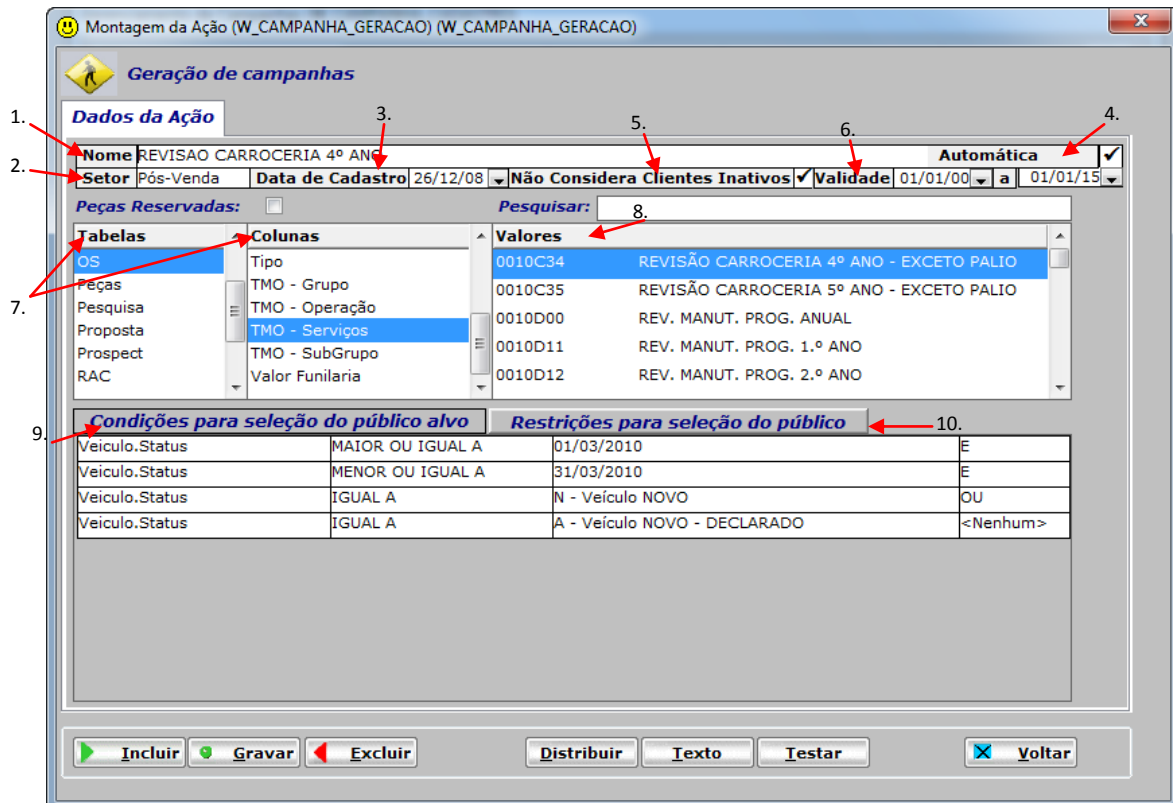 Montagem da Ação (W_CAMPANHA_GERACAO) (W_CAMPANHA_GERACAO)
Geração de campanhas
Dados da Ação
1.
3.
5.
6.
4.
Nome REVISAO CARROCERIA 4º ANO Automática
2.
Setor Pós-Venda Data de Cadastro 26/12/08 Não Considera Clientes Inativos Validade 01/01/00 a 01/01/15
Peças Reservadas: Pesquisar:
8.
Tabelas Colunas Valores
OS Tipo 0010C34 REVISÃO CARROCERIA 4º ANO - EXCETO PALIO
Peças TMO - Grupo 0010C35 REVISÃO CARROCERIA 5º ANO - EXCETO PALIO
7.
Pesquisa TMO - Operação 0010D00 REV. MANUT. PROG. ANUAL
Proposta TMO - Serviços
Prospect TMO - SubGrupo 0010D11 REV. MANUT. PROG. 1.º ANO
RAC Valor Funilaria 0010D12 REV. MANUT. PROG. 2.º ANO
9.
Condições para seleção do público alvo Restrições para seleção do público
10.
Veiculo.Status MAIOR OU IGUAL A 01/03/2010 E
Veiculo.Status MENOR OU IGUAL A 31/03/2010 E
Veiculo.Status IGUAL A N - Veículo NOVO OU
Veiculo.Status IGUAL A A - Veículo NOVO - DECLARADO <Nenhum>
Incluir Gravar Excluir Distribuir Texto Testar Voltar